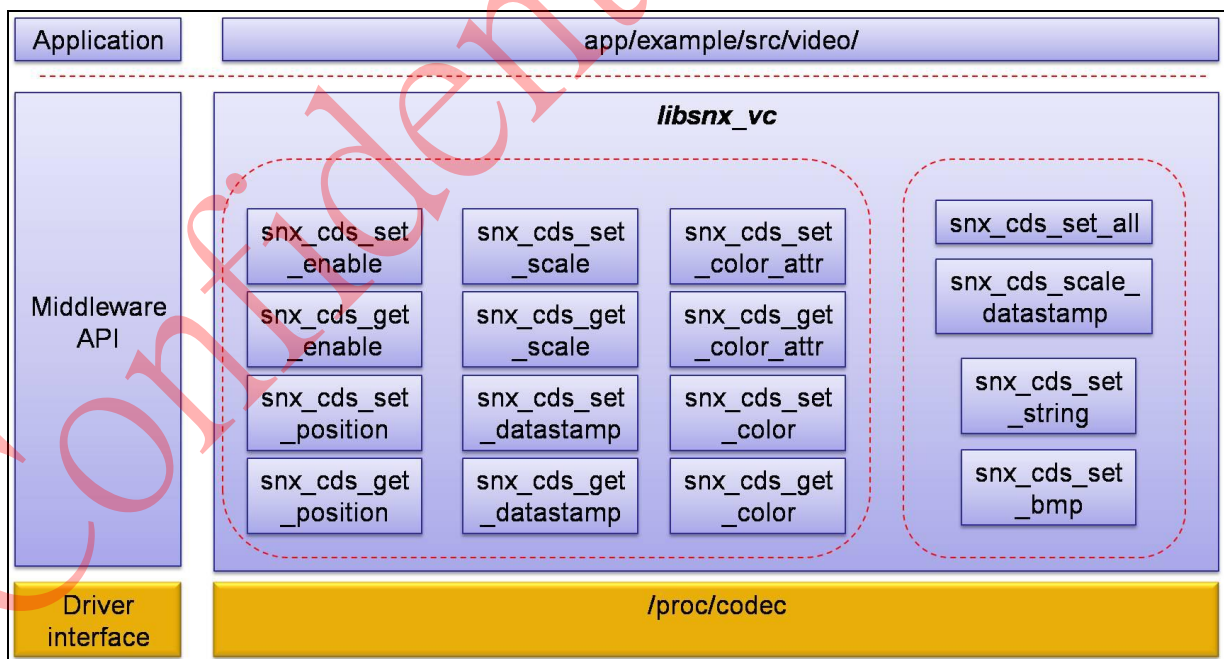 Application
app/example/src/video/
Middleware
API
libsnx_vc
snx_cds_set
_enable
snx_cds_get
_enable
snx_cds_set
_position
snx_cds_get
_position
snx_cds_set
_scale
snx_cds_get
_scale
snx_cds_set
_datastamp
snx_cds_get
_datastamp
snx_cds_set
_color_attr
snx_cds_get
_color_attr
snx_cds_set
_color
snx_cds_get
_color
snx_cds_set_all
snx_cds_scale_
datastamp
snx_cds_set
_string
snx_cds_set
_bmp
Driver
interface
/proc/codec